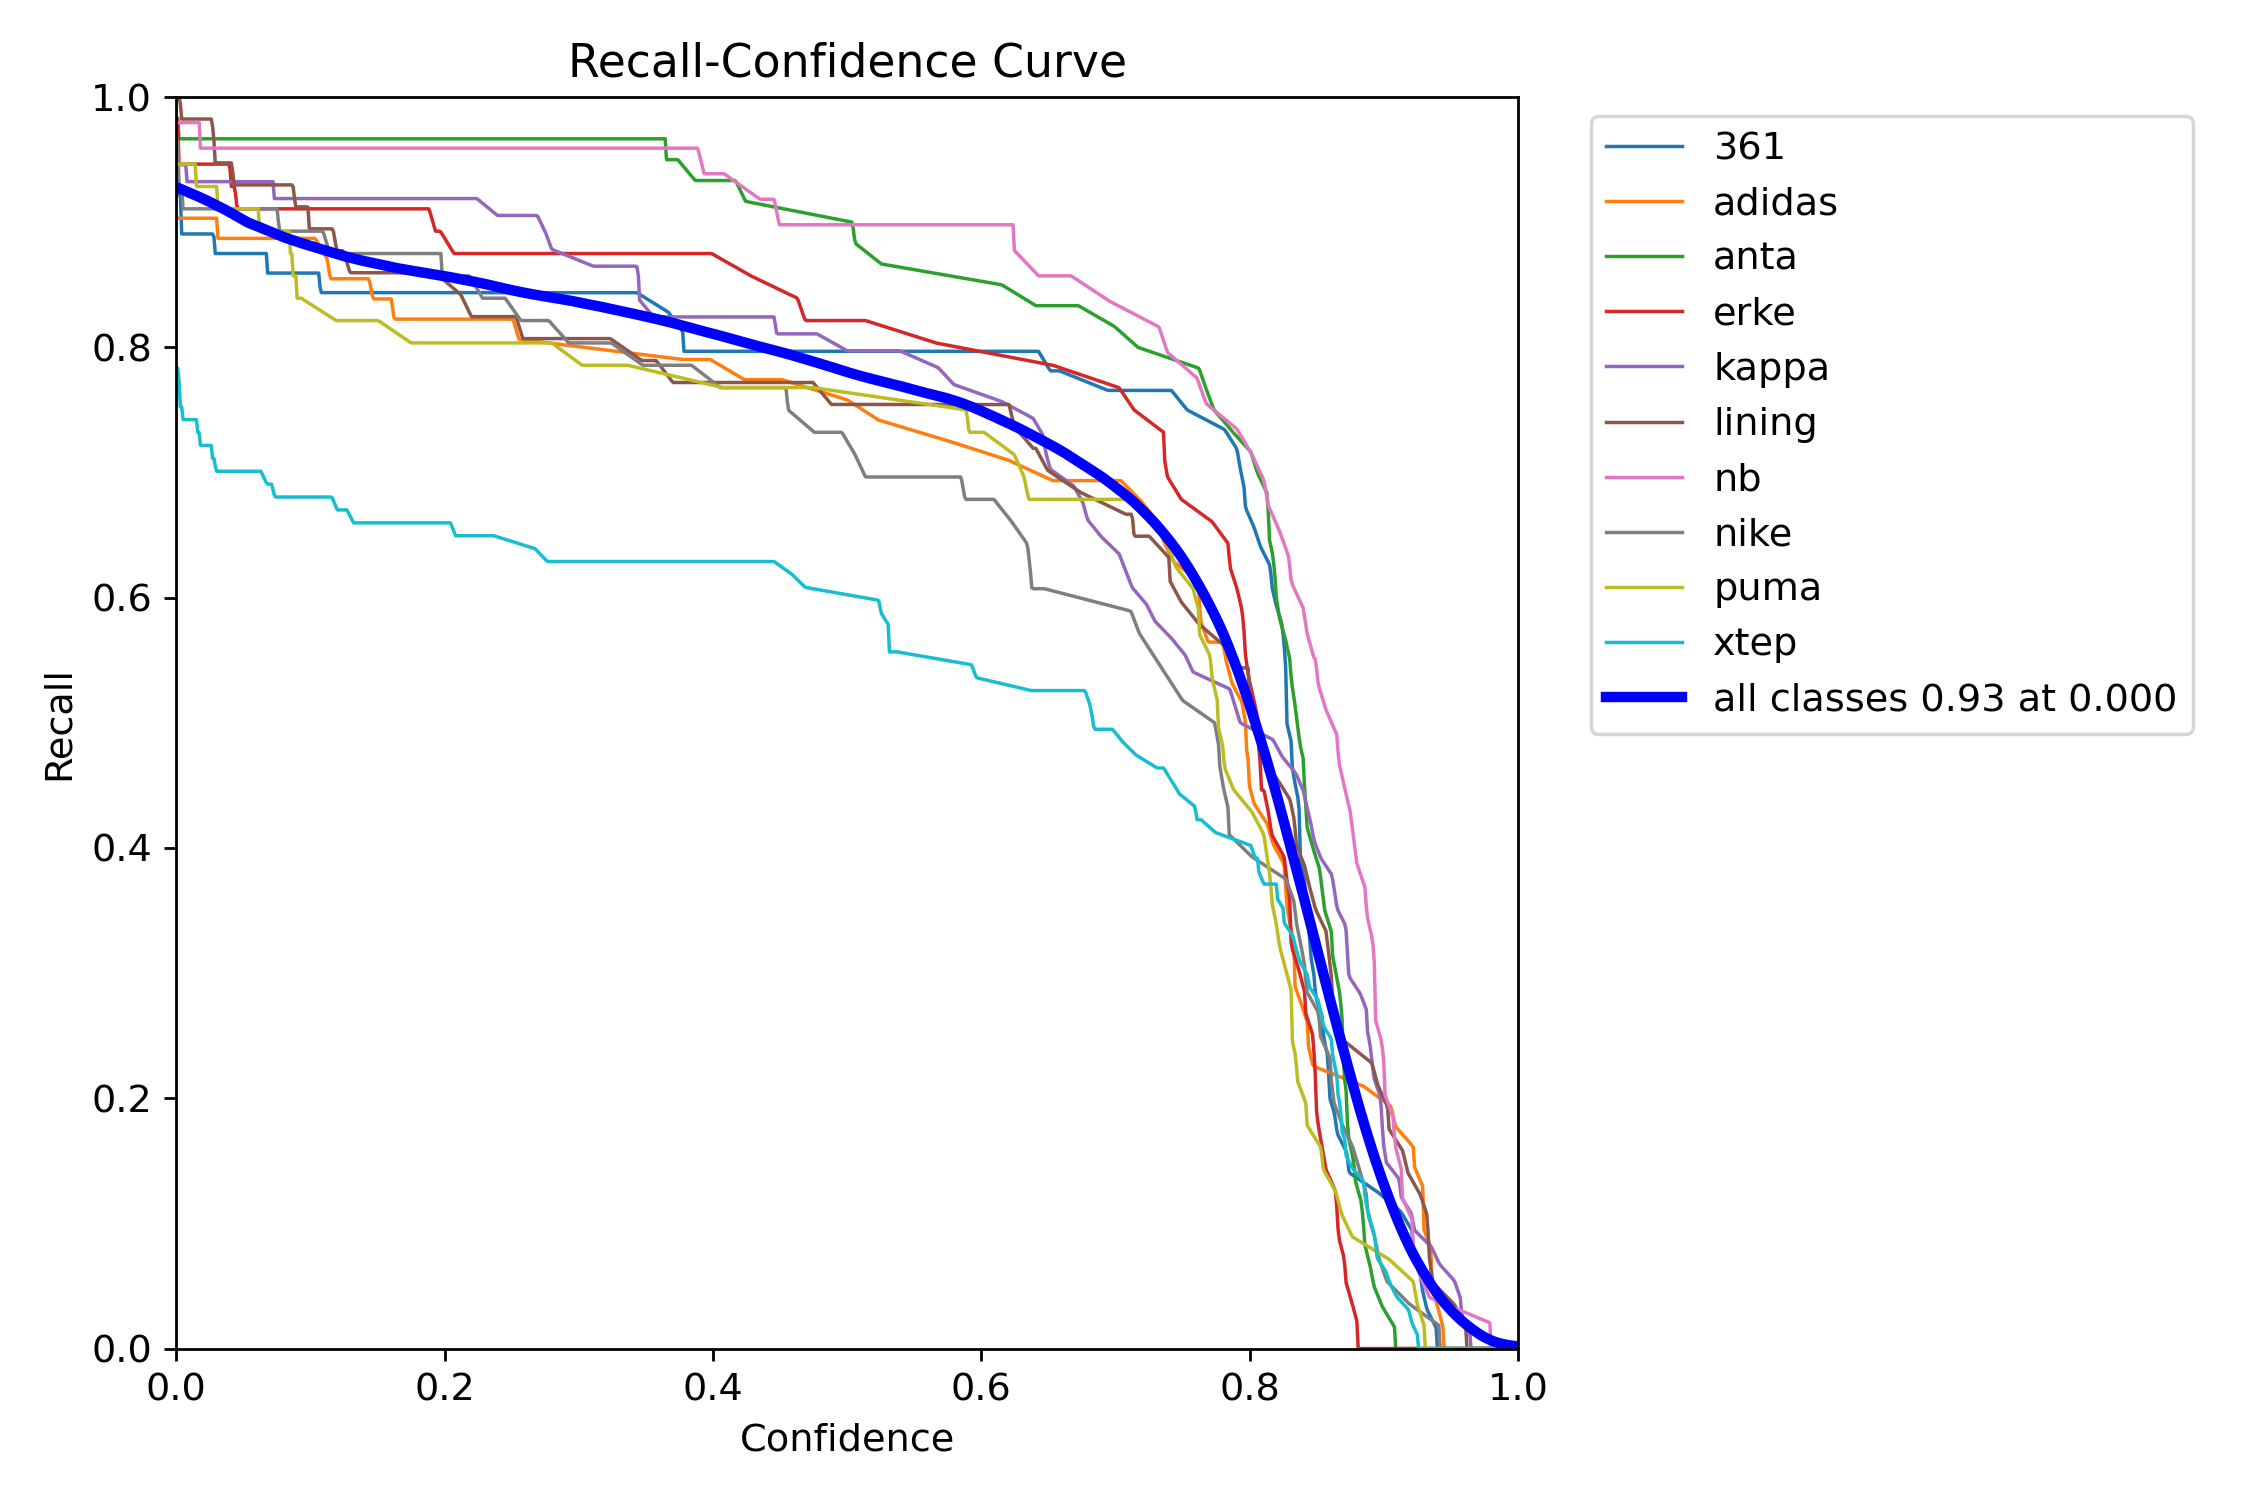 Recall-Confidence Curve
1.0
0.8
0.6
0.4
0.2
0.0
Recall
0.0 0.2 0.4 0.6 0.8 1.0
Confidence
361
adidas
anta
erke
kappa
lining
nb
nike
puma
xtep
all classes 0.93 at 0.000